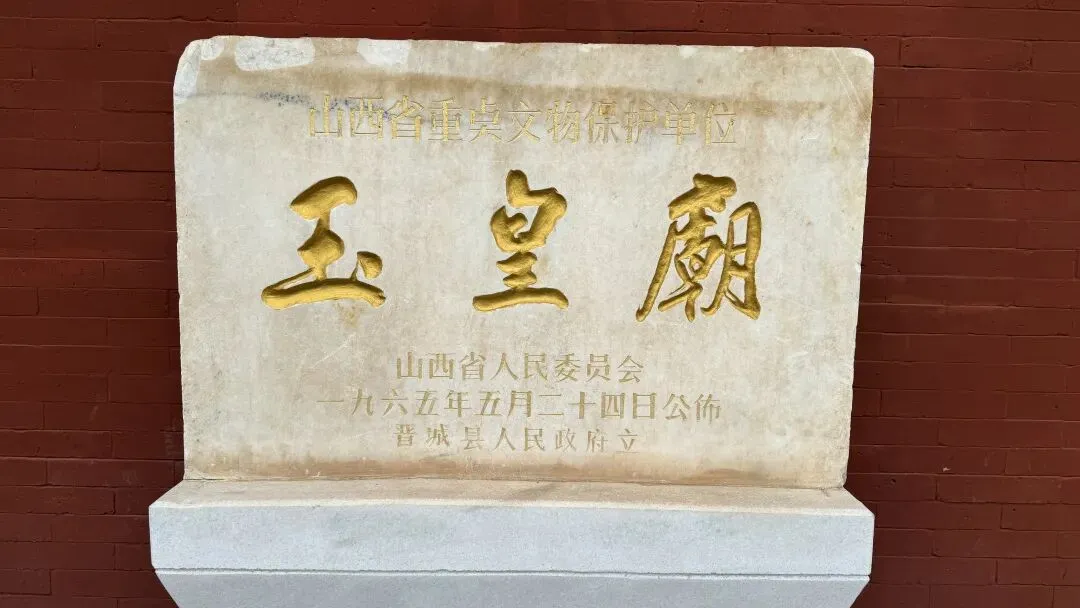 山西省重点文物保护单位
玉皇廟
山西省人民委员会
一九六五年五月二十四日公佈
晋城县人民政府立